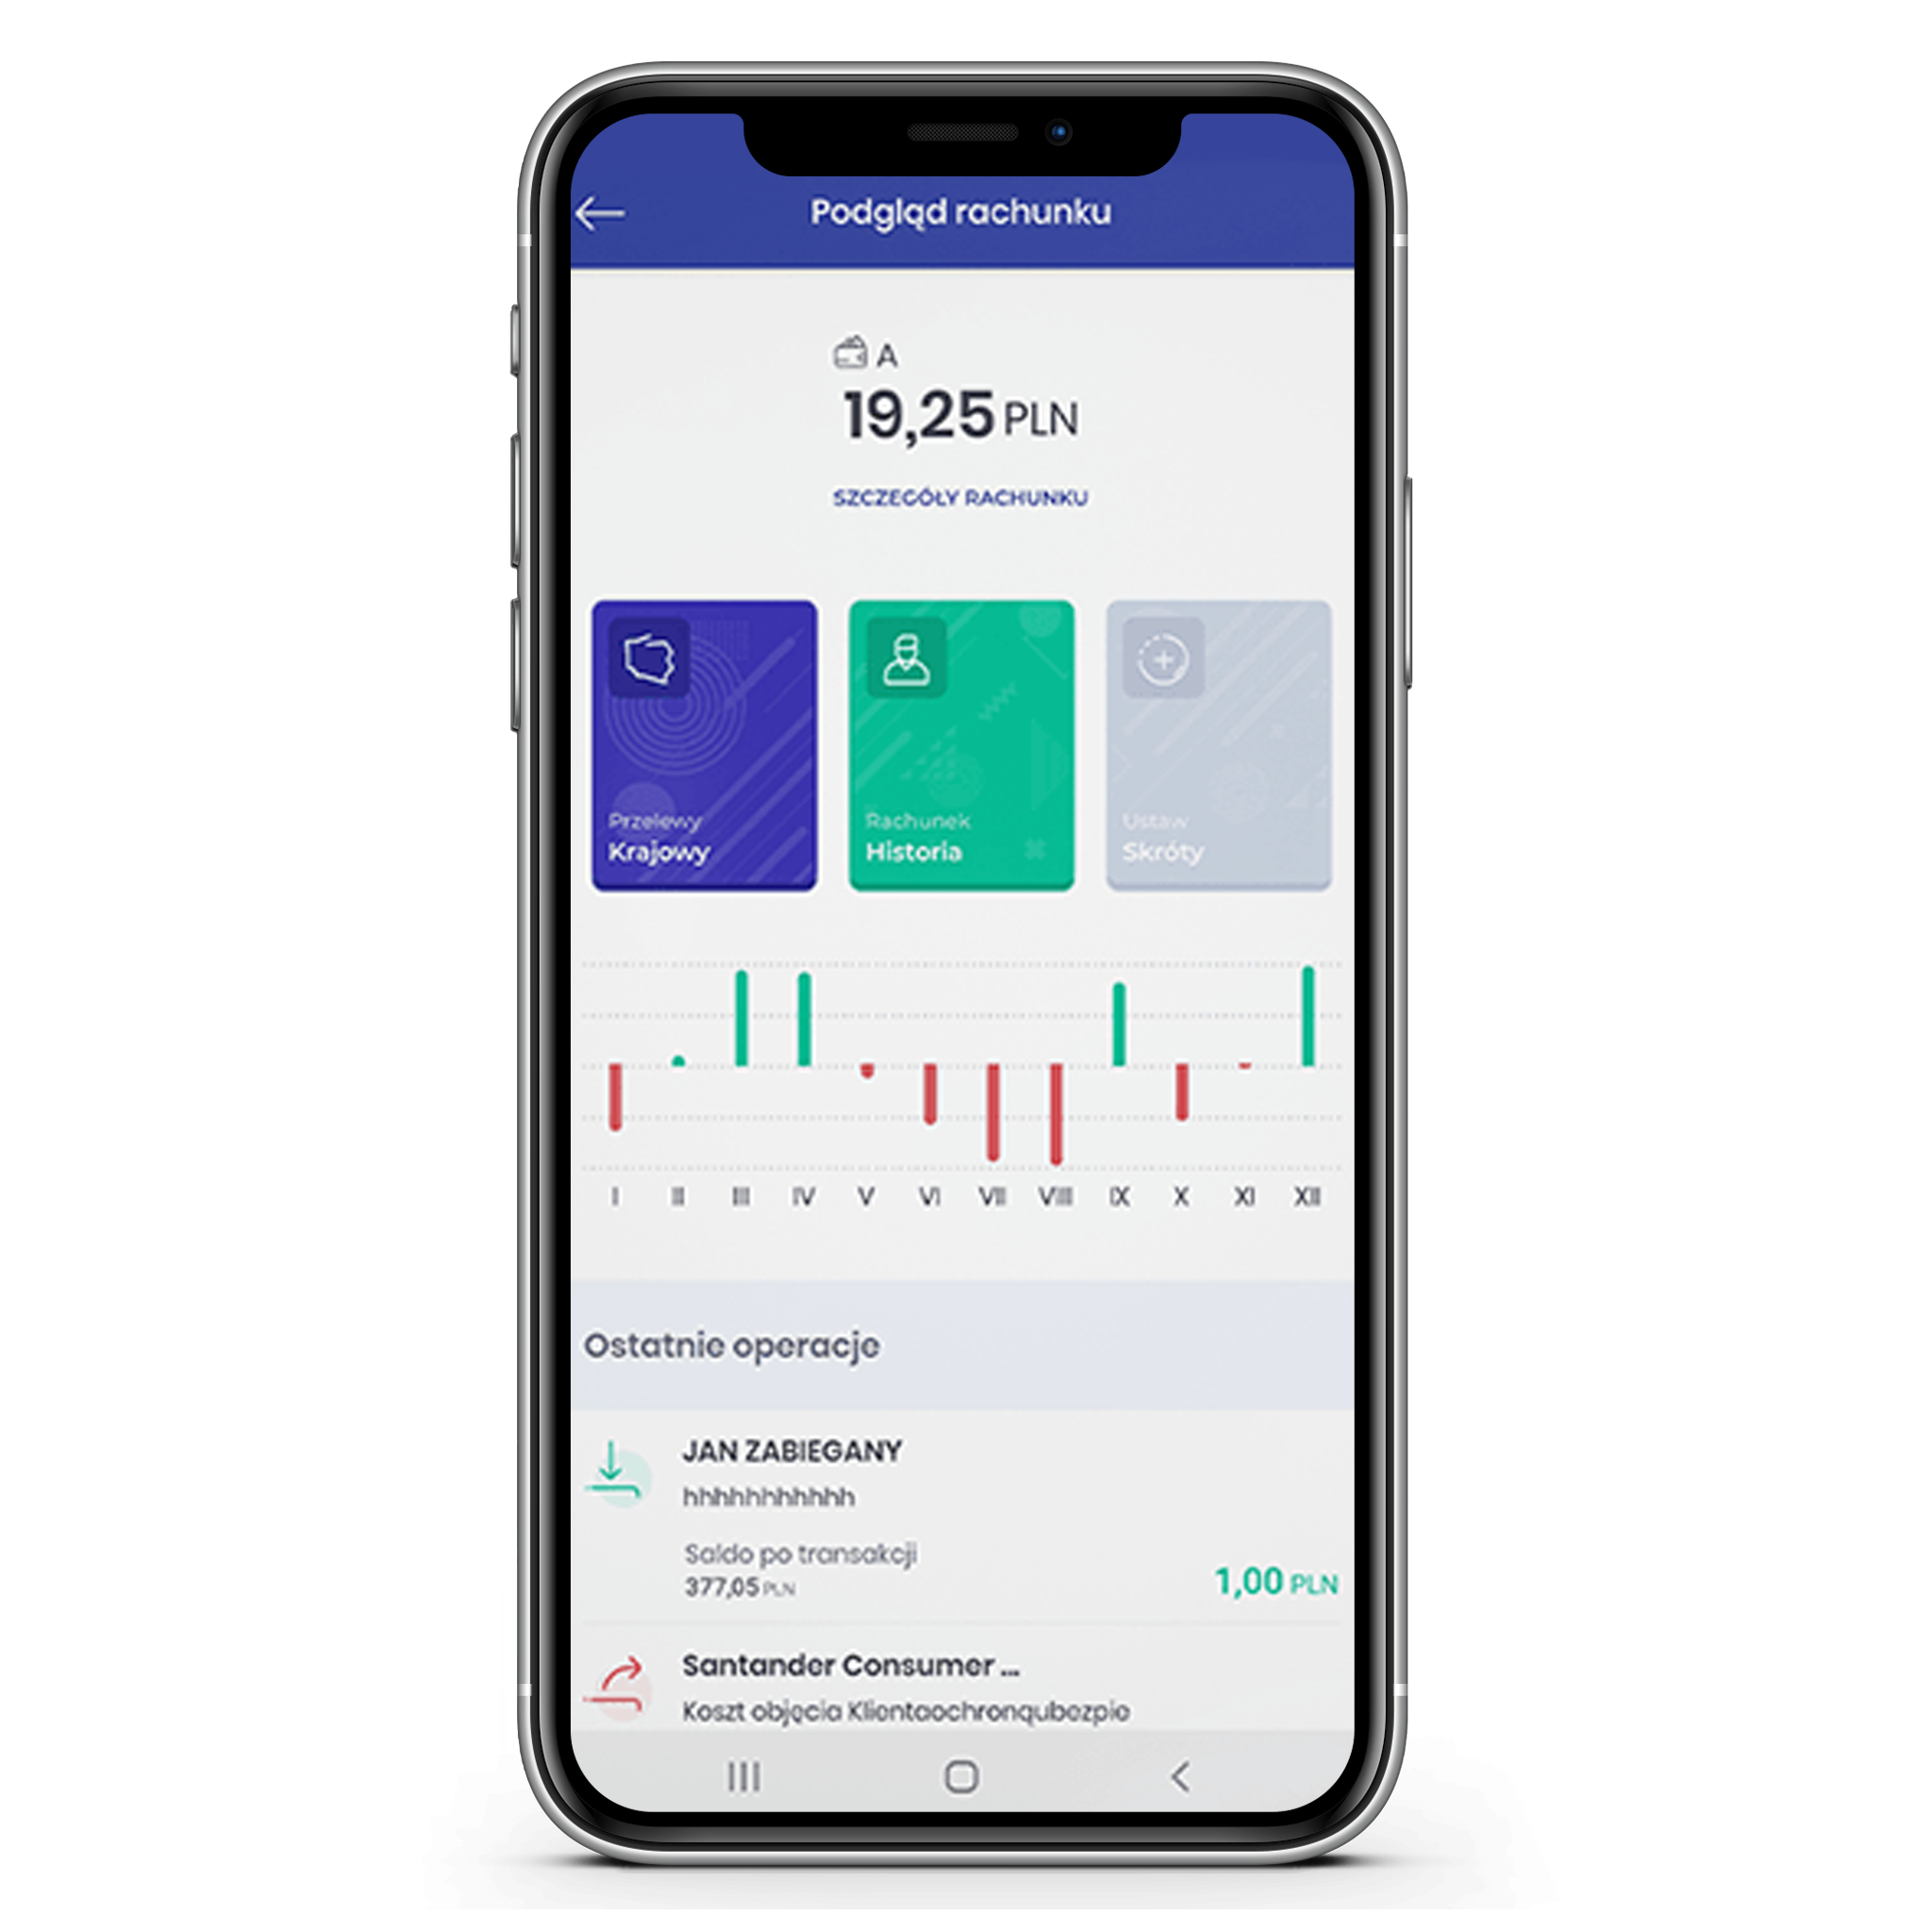 Podgląd rachunku
A
19,25 PLN
SZCZEGÓŁY RACHUNKU
Przelewy
Krajowy
Rachunek
Historia
Ustaw
Skróty
I II III IV V VI VII VIII IX X XI XII
Ostatnie operacje
JAN ZABIEGANY
hhhhhhhhhhh
Saldo po transakcji
377,05 PLN
1,00 PLN
Santander Consumer ...
Koszt objęcia Klientaochronąubezpie